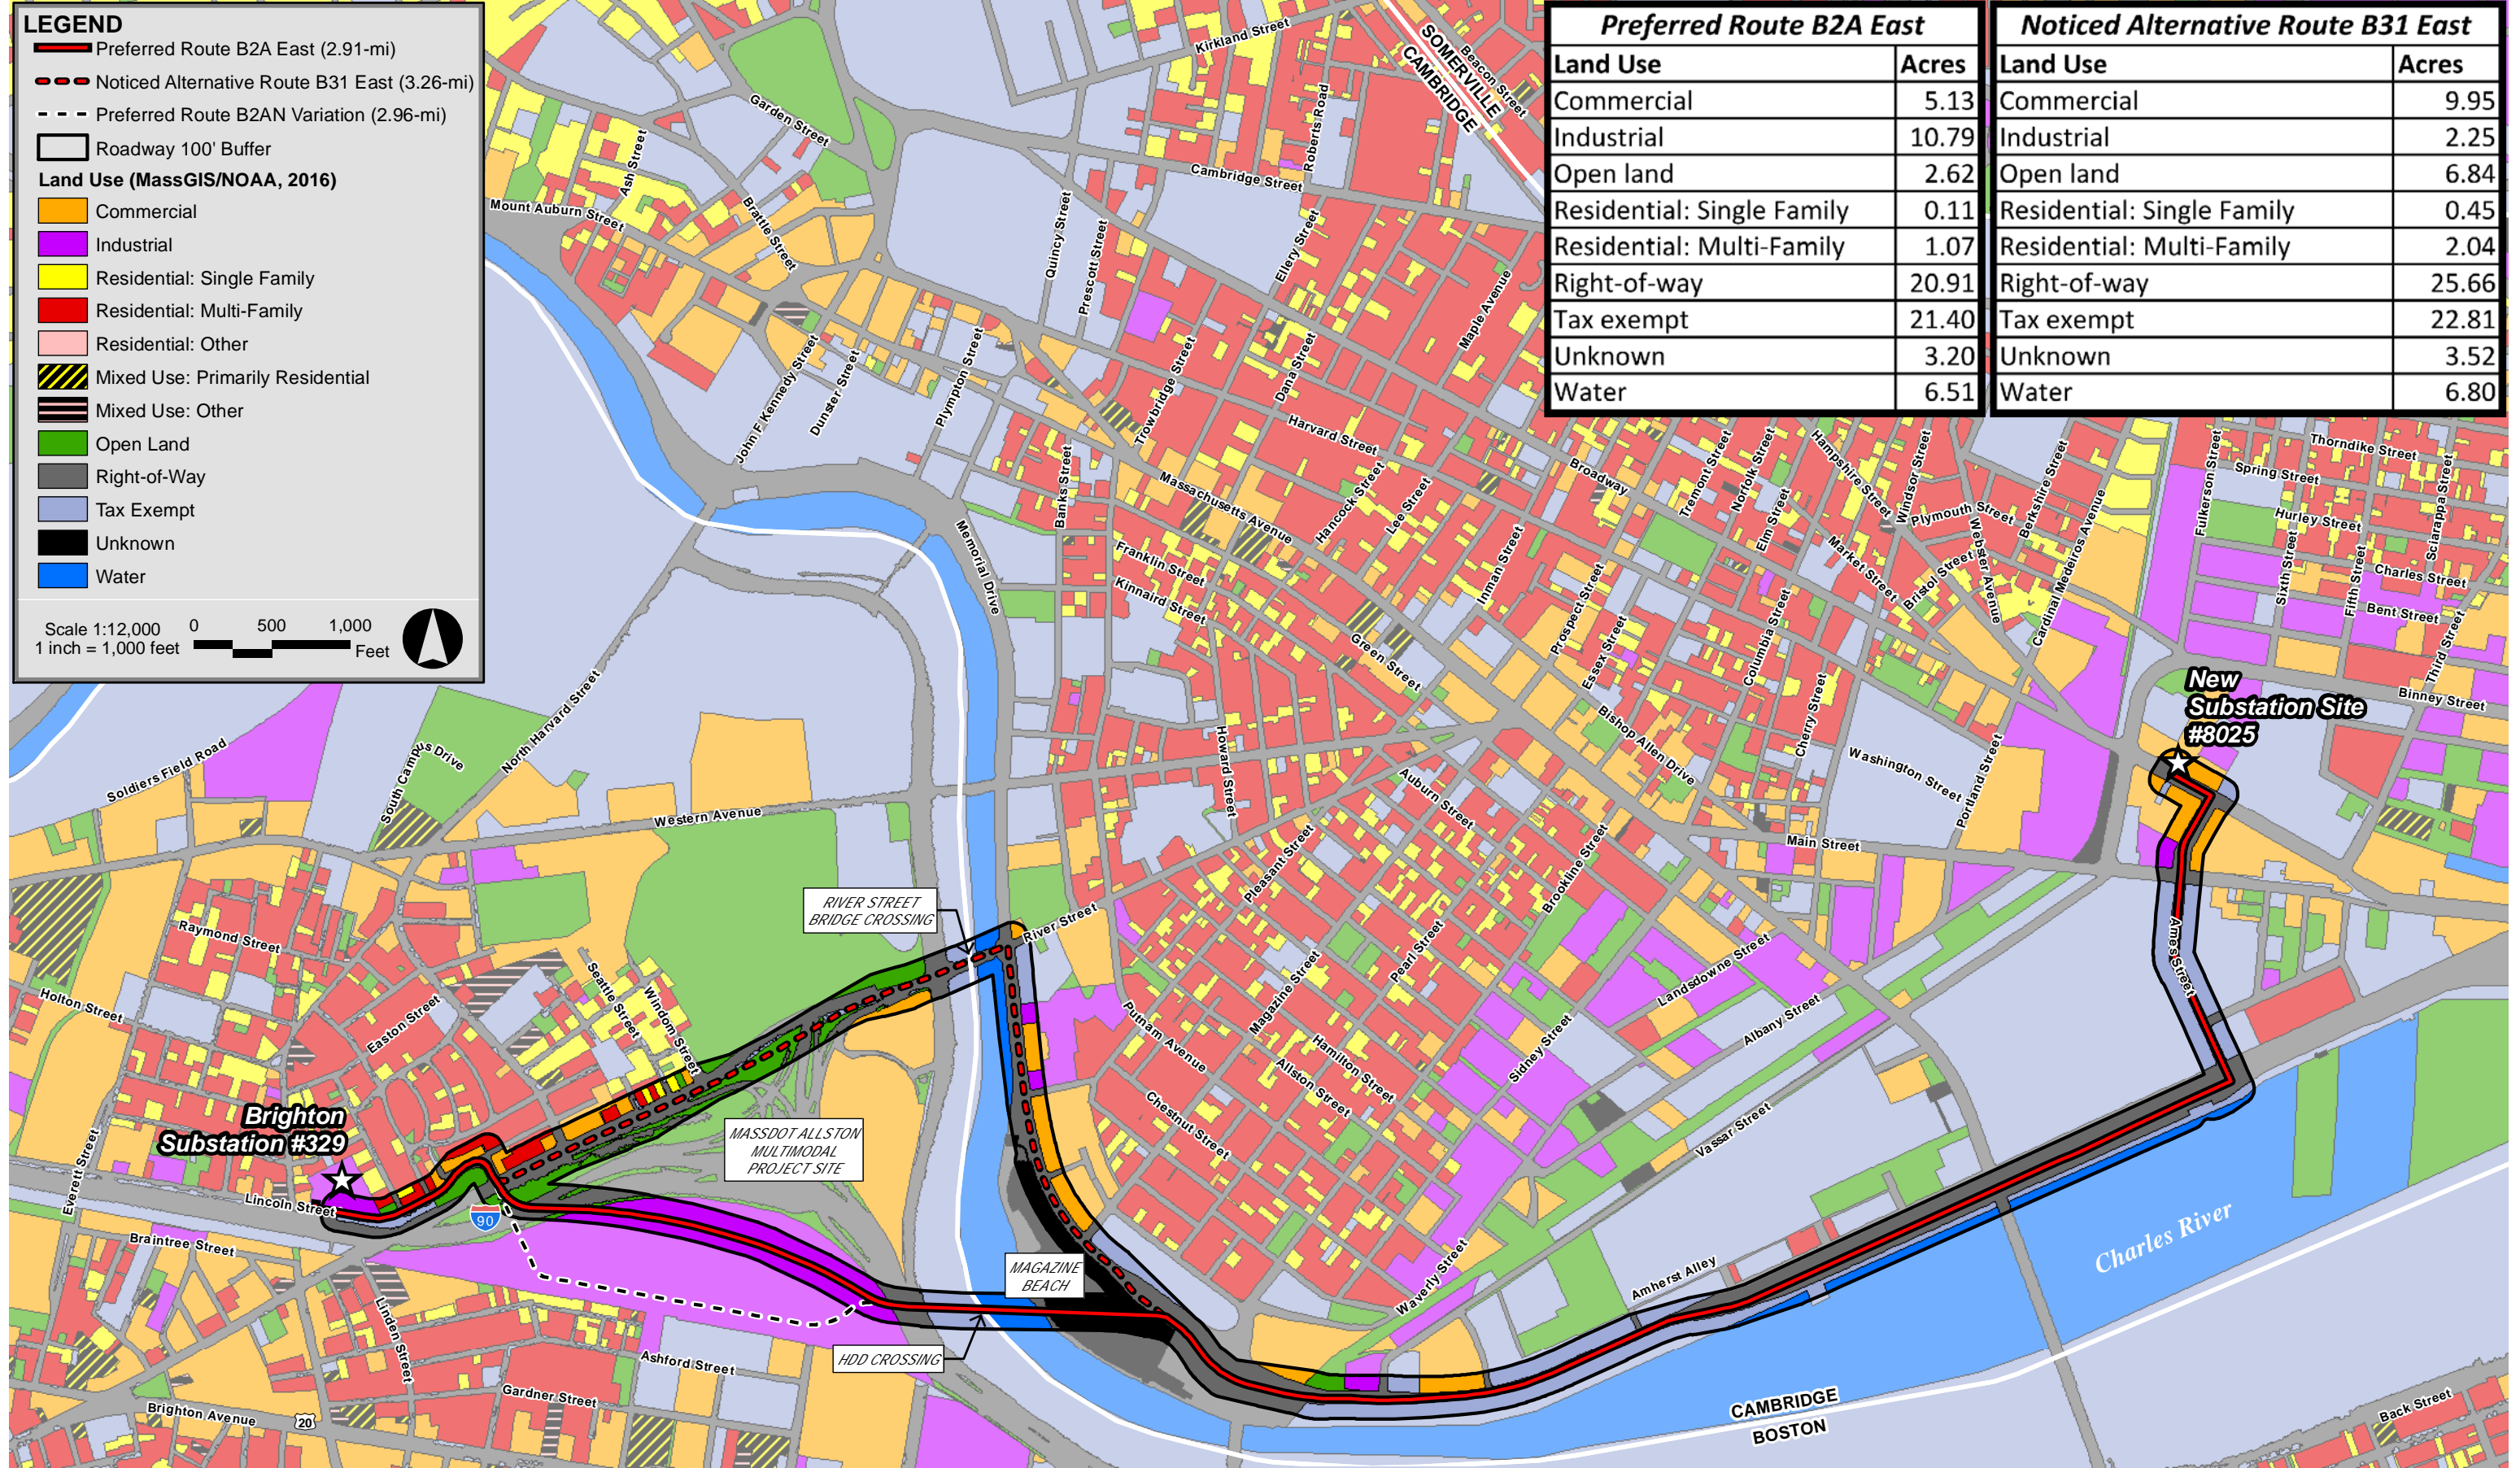 LEGEND
Preferred Route B2A East (2.91-mi)
Noticed Alternative Route B31 East (3.26-mi)
Preferred Route B2AN Variation (2.96-mi)
Roadway 100' Buffer
Land Use (MassGIS/NOAA, 2016)
Commercial
Industrial
Residential: Single Family
Residential: Multi-Family
Residential: Other
Mixed Use: Primarily Residential
Mixed Use: Other
Open Land
Right-of-Way
Tax Exempt
Unknown
Water
Scale 1:12,000
1 inch = 1,000 feet
0 500 1,000
Feet
Preferred Route B2A East
Land Use Acres
Commercial 5.13
Industrial 10.79
Open land 2.62
Residential: Single Family 0.11
Residential: Multi-Family 1.07
Right-of-way 20.91
Tax exempt 21.40
Unknown 3.20
Water 6.51
Noticed Alternative Route B31 East
Land Use Acres
Commercial 9.95
Industrial 2.25
Open land 6.84
Residential: Single Family 0.45
Residential: Multi-Family 2.04
Right-of-way 25.66
Tax exempt 22.81
Unknown 3.52
Water 6.80
Kirkland Street
SOMERVILLE
CAMBRIDGE
Beacon Street
Garden Street
Roberts Road
Ash Street
Cambridge Street
Mount Auburn Street
Brattle Street
Quincy Street
Prescott Street
Ellery Street
Maple Avenue
John F Kennedy Street
Dunster Street
Plympton Street
Trowbridge Street
Dana Street
Harvard Street
Banks Street
Massachusetts Avenue
Hancock Street
Lee Street
Broadway
Tremont Street
Norfolk Street
Elm Street
Hampshire Street
Windsor Street
Plymouth Street
Berkshire Street
Webster Avenue
Cardinal Medeiros Avenue
Market Street
Bristol Street
Fulkerson Street
Thorndike Street
Spring Street
Sciarappa Street
Hurley Street
Sixth Street
Fifth Street
Charles Street
Bent Street
Third Street
Binney Street
Memorial Drive
Franklin Street
Kinnaird Street
Inman Street
Prospect Street
Essex Street
Columbia Street
Green Street
Cherry Street
Bishop Allen Drive
Washington Street
Portland Street
New
Substation Site
#8025
Howard Street
Auburn Street
Main Street
Soldiers Field Road
South Campus Drive
North Harvard Street
Western Avenue
Pleasant Street
Brookline Street
RIVER STREET
BRIDGE CROSSING
River Street
Ames Street
Raymond Street
Holton Street
Easton Street
Seattle Street
Windom Street
Pearl Street
Magazine Street
Landsdowne Street
Albany Street
Sidney Street
Putnam Avenue
Hamilton Street
Allston Street
Chestnut Street
Vassar Street
Brighton
Substation #329
MASSDOT ALLSTON
MULTIMODAL
PROJECT SITE
Everett Street
Lincoln Street
90
Braintree Street
MAGAZINE
BEACH
Waverly Street
Amherst Alley
Charles River
HDD CROSSING
Linden Street
Ashford Street
Gardner Street
Brighton Avenue
20
CAMBRIDGE
BOSTON
Back Street